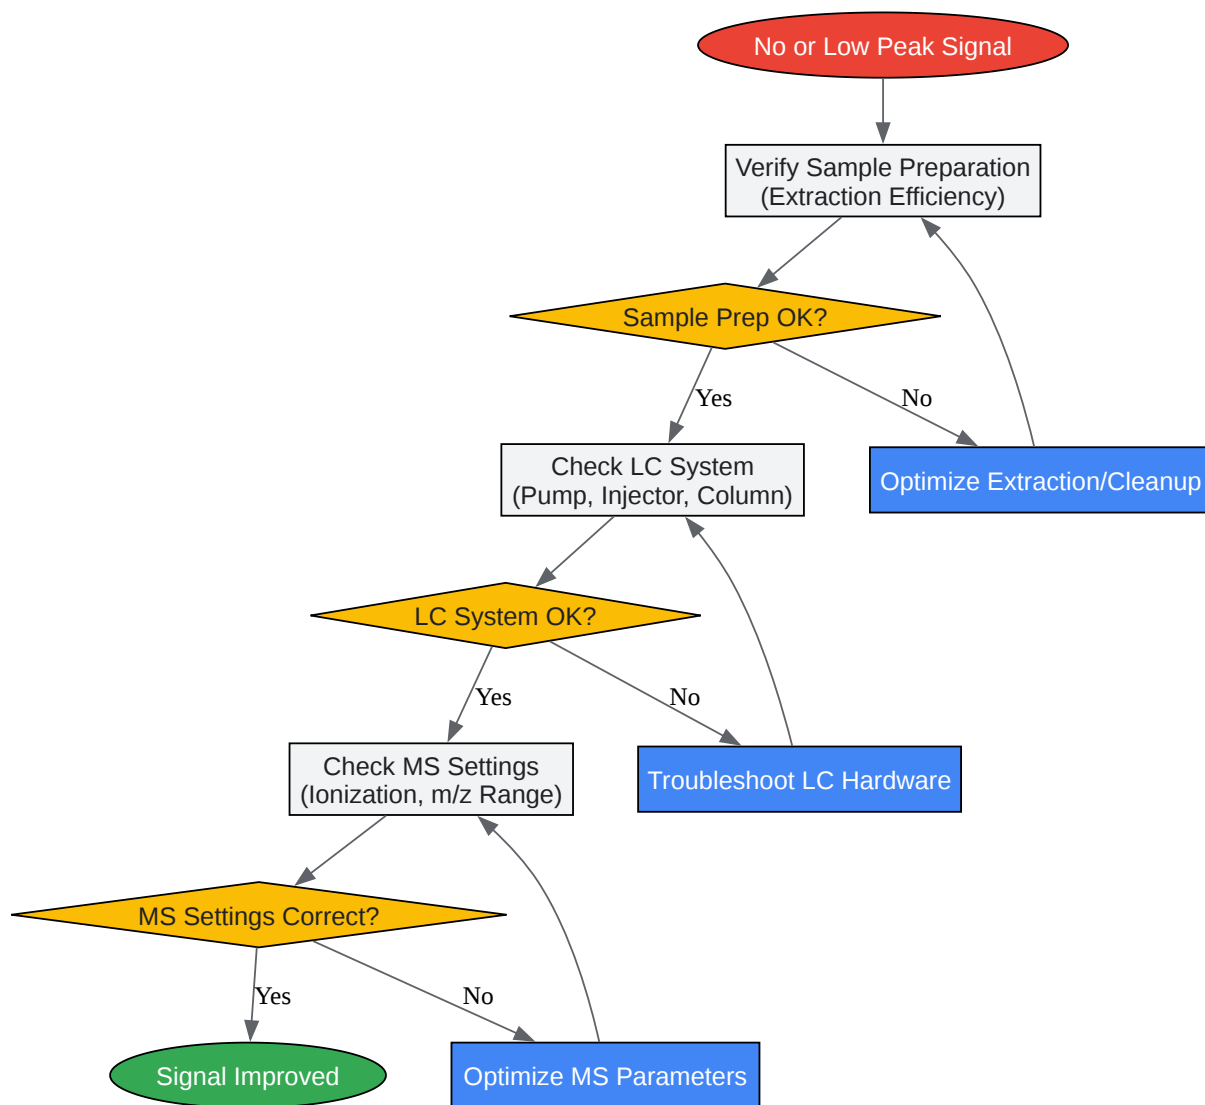 No or Low Peak Signal
Verify Sample Preparation
(Extraction Efficiency)
Sample Prep OK?
Yes
No
Check LC System
(Pump, Injector, Column)
Optimize Extraction/Cleanup
LC System OK?
Yes
No
Check MS Settings
(Ionization, m/z Range)
Troubleshoot LC Hardware
MS Settings Correct?
Yes
No
Signal Improved
Optimize MS Parameters